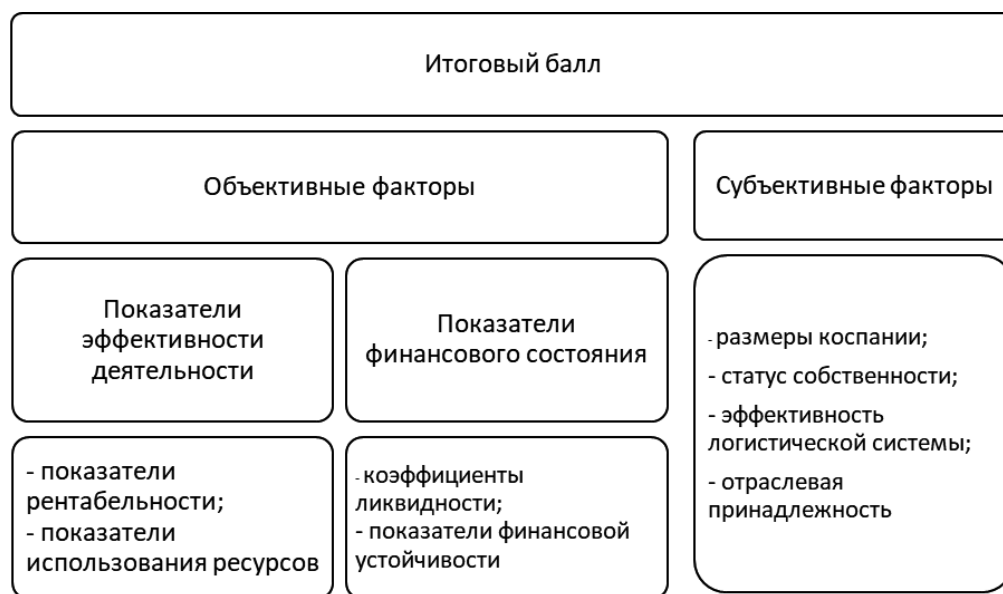 Итоговый балл
Объективные факторы
Субъективные факторы
Показатели
эффективности
деятельности
Показатели
финансового состояния
- размеры коспании;
- статус собственности;
- эффективность
логистической системы;
- отраслевая
принадлежность
- показатели
рентабельности;
- показатели
использования ресурсов
- коэффициенты
ликвидности;
- показатели финансовой
устойчивости